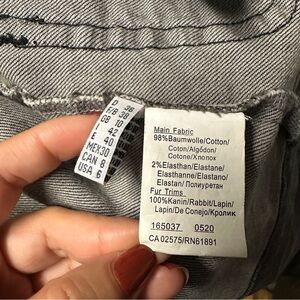 D 36
F/B 38
GB 10
I 42
E 40
MEX 30
CAN 8
USA 6
Main Fabric
98%Baumwolle/Cotton/
Coton/Algodón/
Cotone/Хлопок
2%Elasthan/Elastane/
Elasthanne/Elastano/
Elastan/Полиуретан
Fur Trims
100%Kanin/Rabbit/Lapin/
Lapin/De Conejo/Кролик
165037 0520
CA02575/RN61891